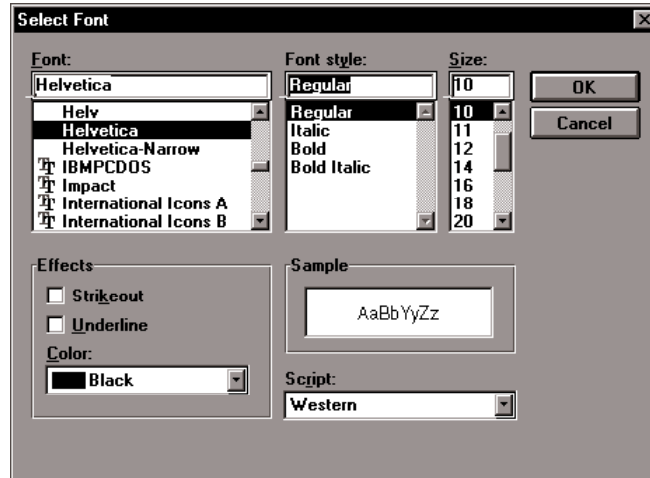 Select Font
Font:
Helvetica
Helv
Helvetica
Helvetica-Narrow
IBMPCDOS
Impact
International Icons A
International Icons B
Font style:
Regular
Regular
Italic
Bold
Bold Italic
Size:
10
10
11
12
14
16
18
20
OK
Cancel
Effects
Strikeout
Underline
Color:
Black
Sample
AaBbYyZz
Script:
Western